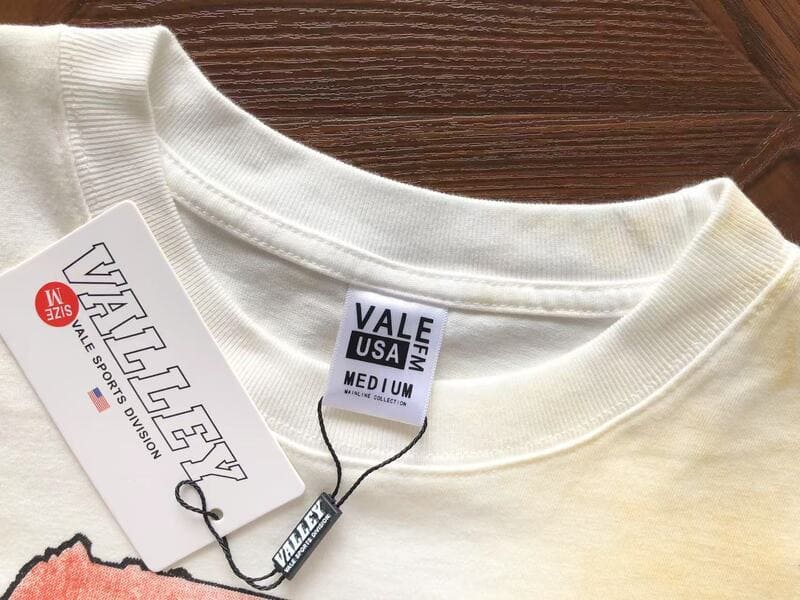 VALLEY
SIZE
M
VALE SPORTS DIVISION
VALE
FM
USA
MEDIUM
MAINLINE COLLECTION
VALLEY
VALE SPORTS DIVISION